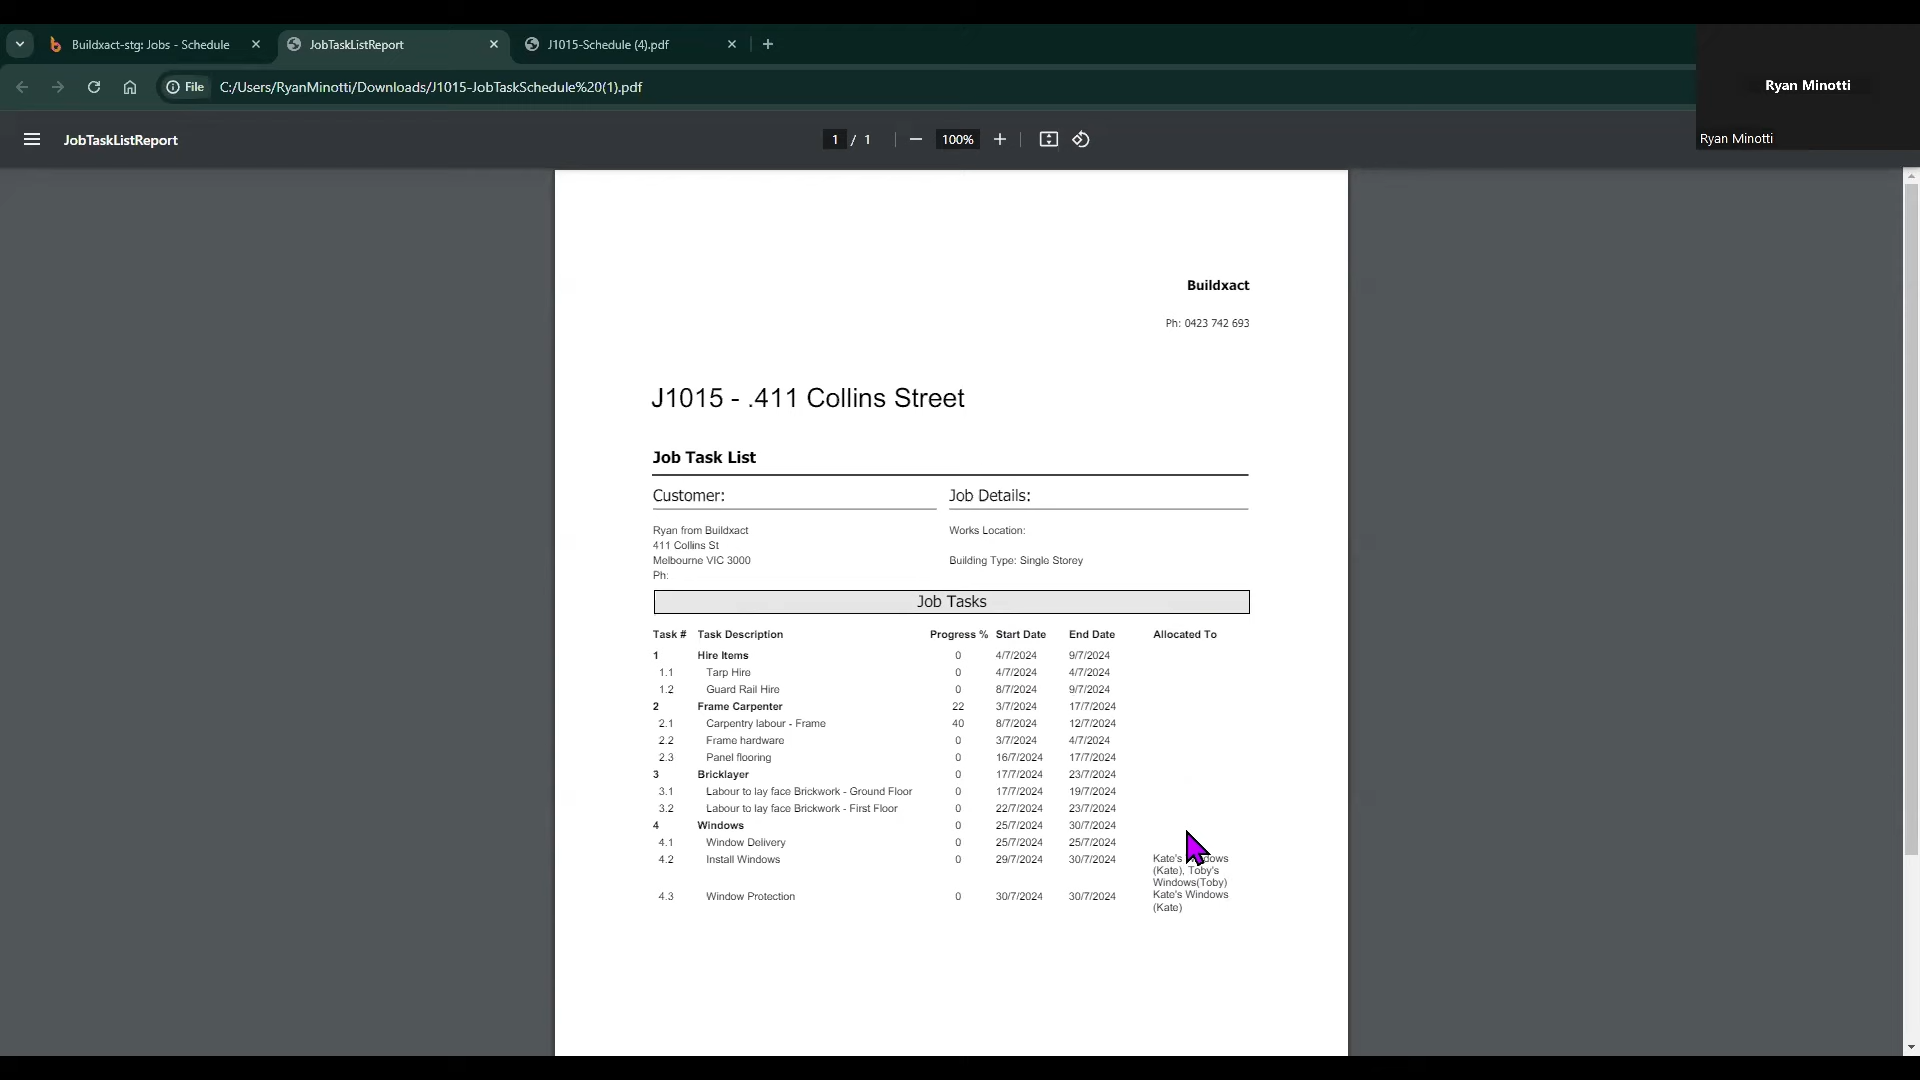 Buildxact-stg: Jobs - Schedule
JobTaskListReport
J1015-Schedule (4).pdf
File C:/Users/RyanMinotti/Downloads/J1015-JobTaskSchedule%20(1).pdf
Ryan Minotti
Ryan Minotti
JobTaskListReport
1 / 1
100%
Buildxact
Ph: 0423 742 693
J1015 - .411 Collins Street
Job Task List
Customer: Job Details:
Ryan from Buildxact Works Location:
411 Collins St
Melbourne VIC 3000 Building Type: Single Storey
Ph:
Job Tasks
Task # Task Description Progress % Start Date End Date Allocated To
1 Hire Items 0 4/7/2024 9/7/2024
1.1 Tarp Hire 0 4/7/2024 4/7/2024
1.2 Guard Rail Hire 0 8/7/2024 9/7/2024
2 Frame Carpenter 22 3/7/2024 17/7/2024
2.1 Carpentry labour - Frame 40 8/7/2024 12/7/2024
2.2 Frame hardware 0 3/7/2024 4/7/2024
2.3 Panel flooring 0 16/7/2024 17/7/2024
3 Bricklayer 0 17/7/2024 23/7/2024
3.1 Labour to lay face Brickwork - Ground Floor 0 17/7/2024 19/7/2024
3.2 Labour to lay face Brickwork - First Floor 0 22/7/2024 23/7/2024
4 Windows 0 25/7/2024 30/7/2024
4.1 Window Delivery 0 25/7/2024 25/7/2024
4.2 Install Windows 0 29/7/2024 30/7/2024 Kate's Windows
(Kate), Toby's
Windows(Toby)
4.3 Window Protection 0 30/7/2024 30/7/2024 Kate's Windows
(Kate)